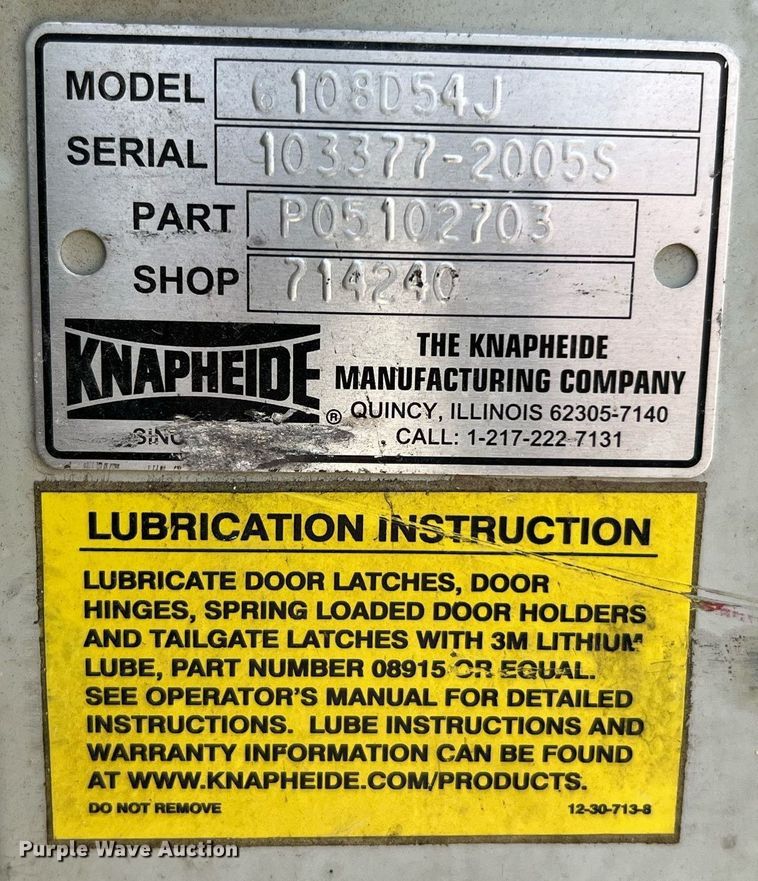 MODEL 6108D54J
SERIAL 103377-2005S
PART P05102703
SHOP 714240
KNAPHEIDE ®
THE KNAPHEIDE
MANUFACTURING COMPANY
QUINCY, ILLINOIS 62305-7140
CALL: 1-217-222-7131
LUBRICATION INSTRUCTION
LUBRICATE DOOR LATCHES, DOOR
HINGES, SPRING LOADED DOOR HOLDERS
AND TAILGATE LATCHES WITH 3M LITHIUM
LUBE, PART NUMBER 08915 OR EQUAL.
SEE OPERATOR'S MANUAL FOR DETAILED
INSTRUCTIONS. LUBE INSTRUCTIONS AND
WARRANTY INFORMATION CAN BE FOUND
AT WWW.KNAPHEIDE.COM/PRODUCTS.
DO NOT REMOVE 12-30-713-8
Purple Wave Auction